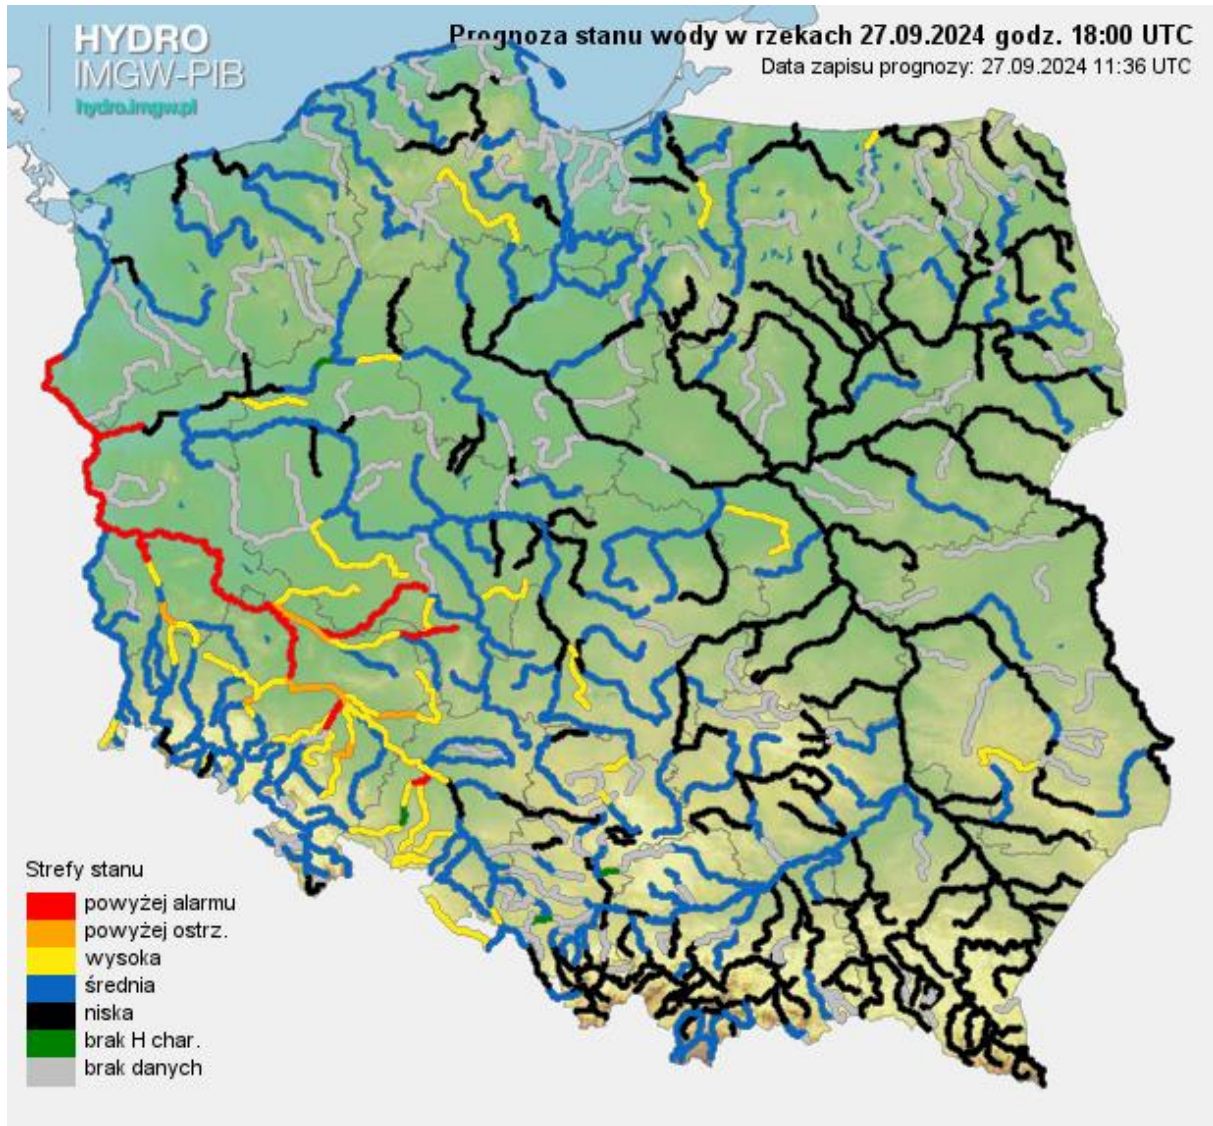 HYDRO
IMGW-PIB
hydro.imgw.pl
Prognoza stanu wody w rzekach 27.09.2024 godz. 18:00 UTC
Data zapisu prognozy: 27.09.2024 11:36 UTC
Strefy stanu
powyżej alarmu
powyżej ostrz.
wysoka
średnia
niska
brak H char.
brak danych